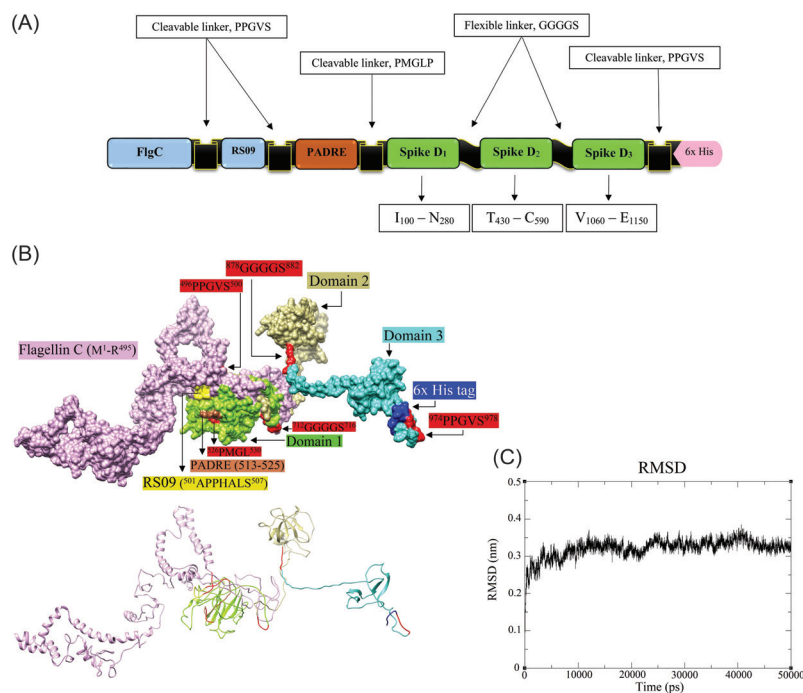 (A)
Cleavable linker, PPGVS
Flexible linker, GGGGS
Cleavable linker, PMGLP
Cleavable linker, PPGVS
FlgC
RS09
PADRE
Spike D1
Spike D2
Spike D3
6x His
I100 – N280
T430 – C590
V1060 – E1150
(B)
878GGGGS882
496PPGVS500
Domain 2
Flagellin C (M1-R495)
Domain 3
6x His tag
712GGGGS716
974PPGVS978
526PMGL530
Domain 1
PADRE (513-525)
RS09 (501APPHALS507)
(C)
RMSD
0.5
0.4
0.3
0.2
0.1
0
RMSD (nm)
0 10000 20000 30000 40000 50000
Time (ps)